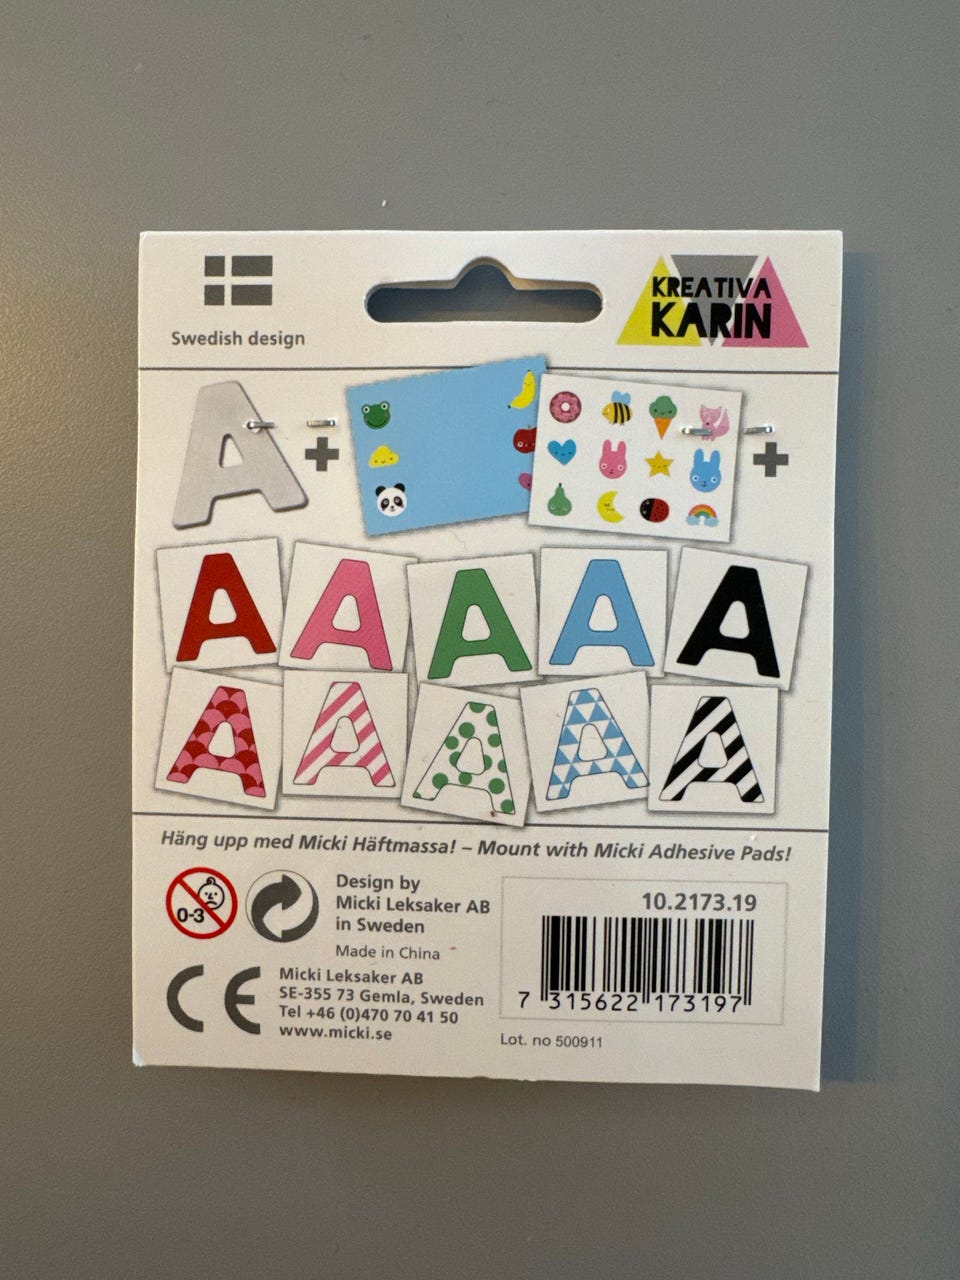 Swedish design
KREATIVA
KARIN
A
+
+
A A A A A
A A A A A
Häng upp med Micki Häftmassa! – Mount with Micki Adhesive Pads!
0-3
Design by
Micki Leksaker AB
in Sweden
Made in China
CE
Micki Leksaker AB
SE-355 73 Gemla, Sweden
Tel +46 (0)470 70 41 50
www.micki.se
10.2173.19
7 315622 173197
Lot. no 500911